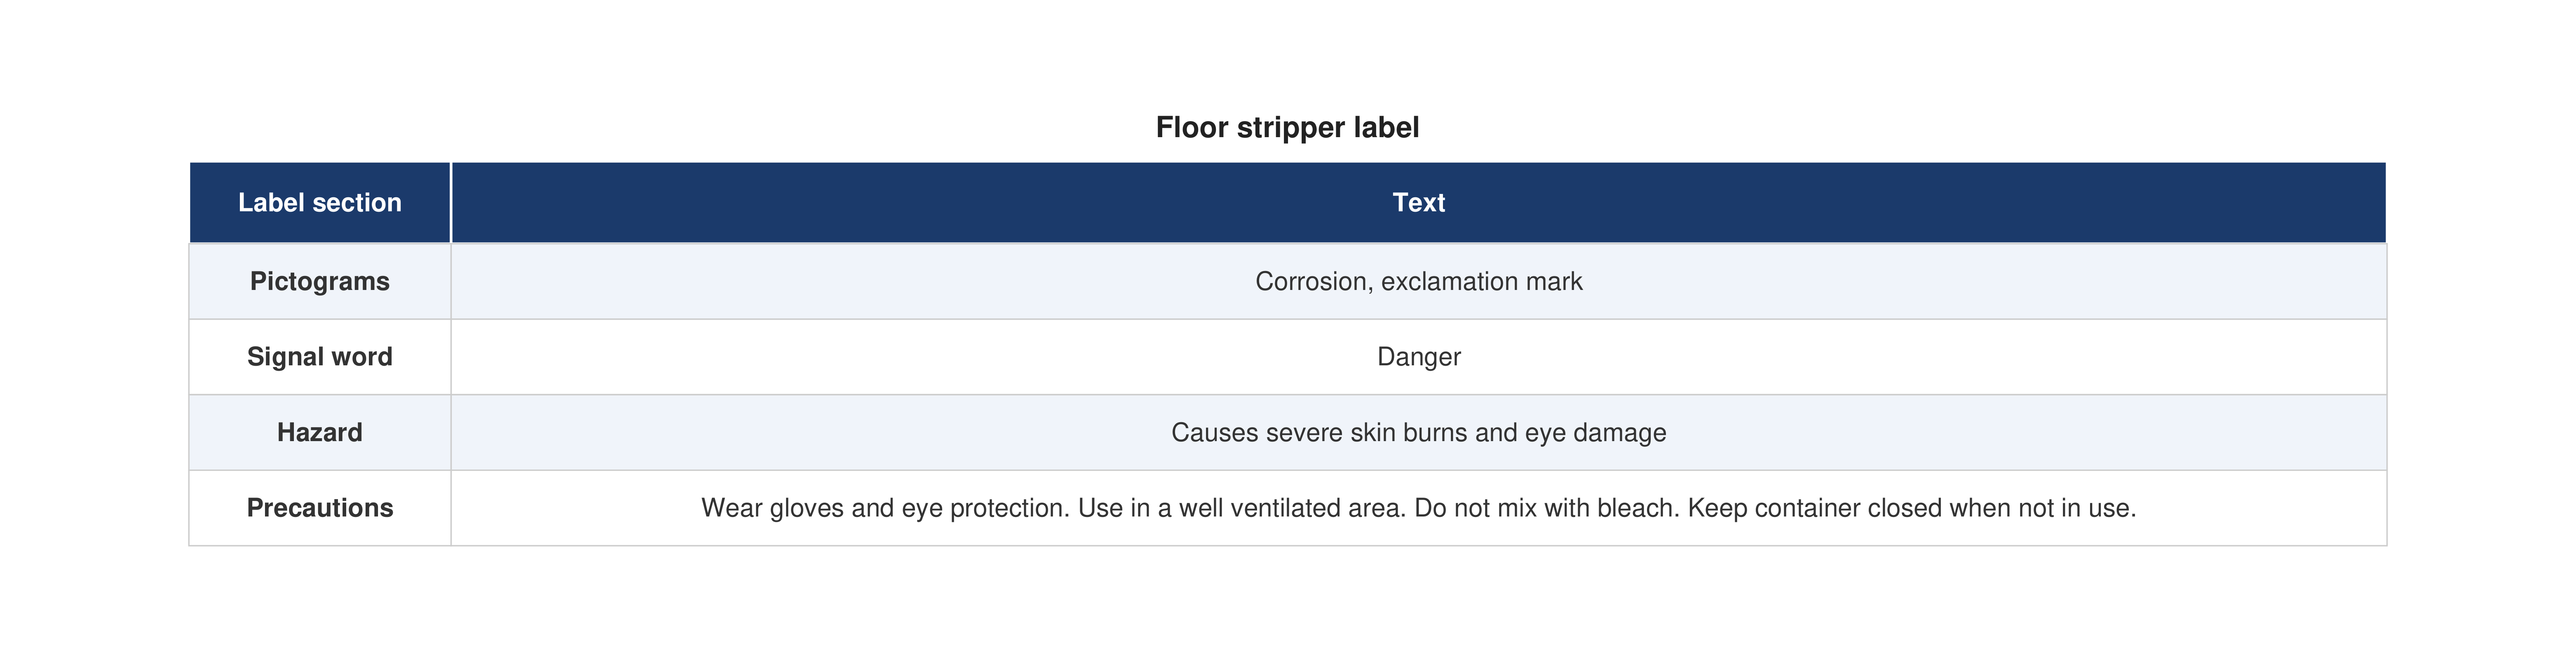 Floor stripper label
Label section Text
Pictograms Corrosion, exclamation mark
Signal word Danger
Hazard Causes severe skin burns and eye damage
Precautions Wear gloves and eye protection. Use in a well ventilated area. Do not mix with bleach. Keep container closed when not in use.